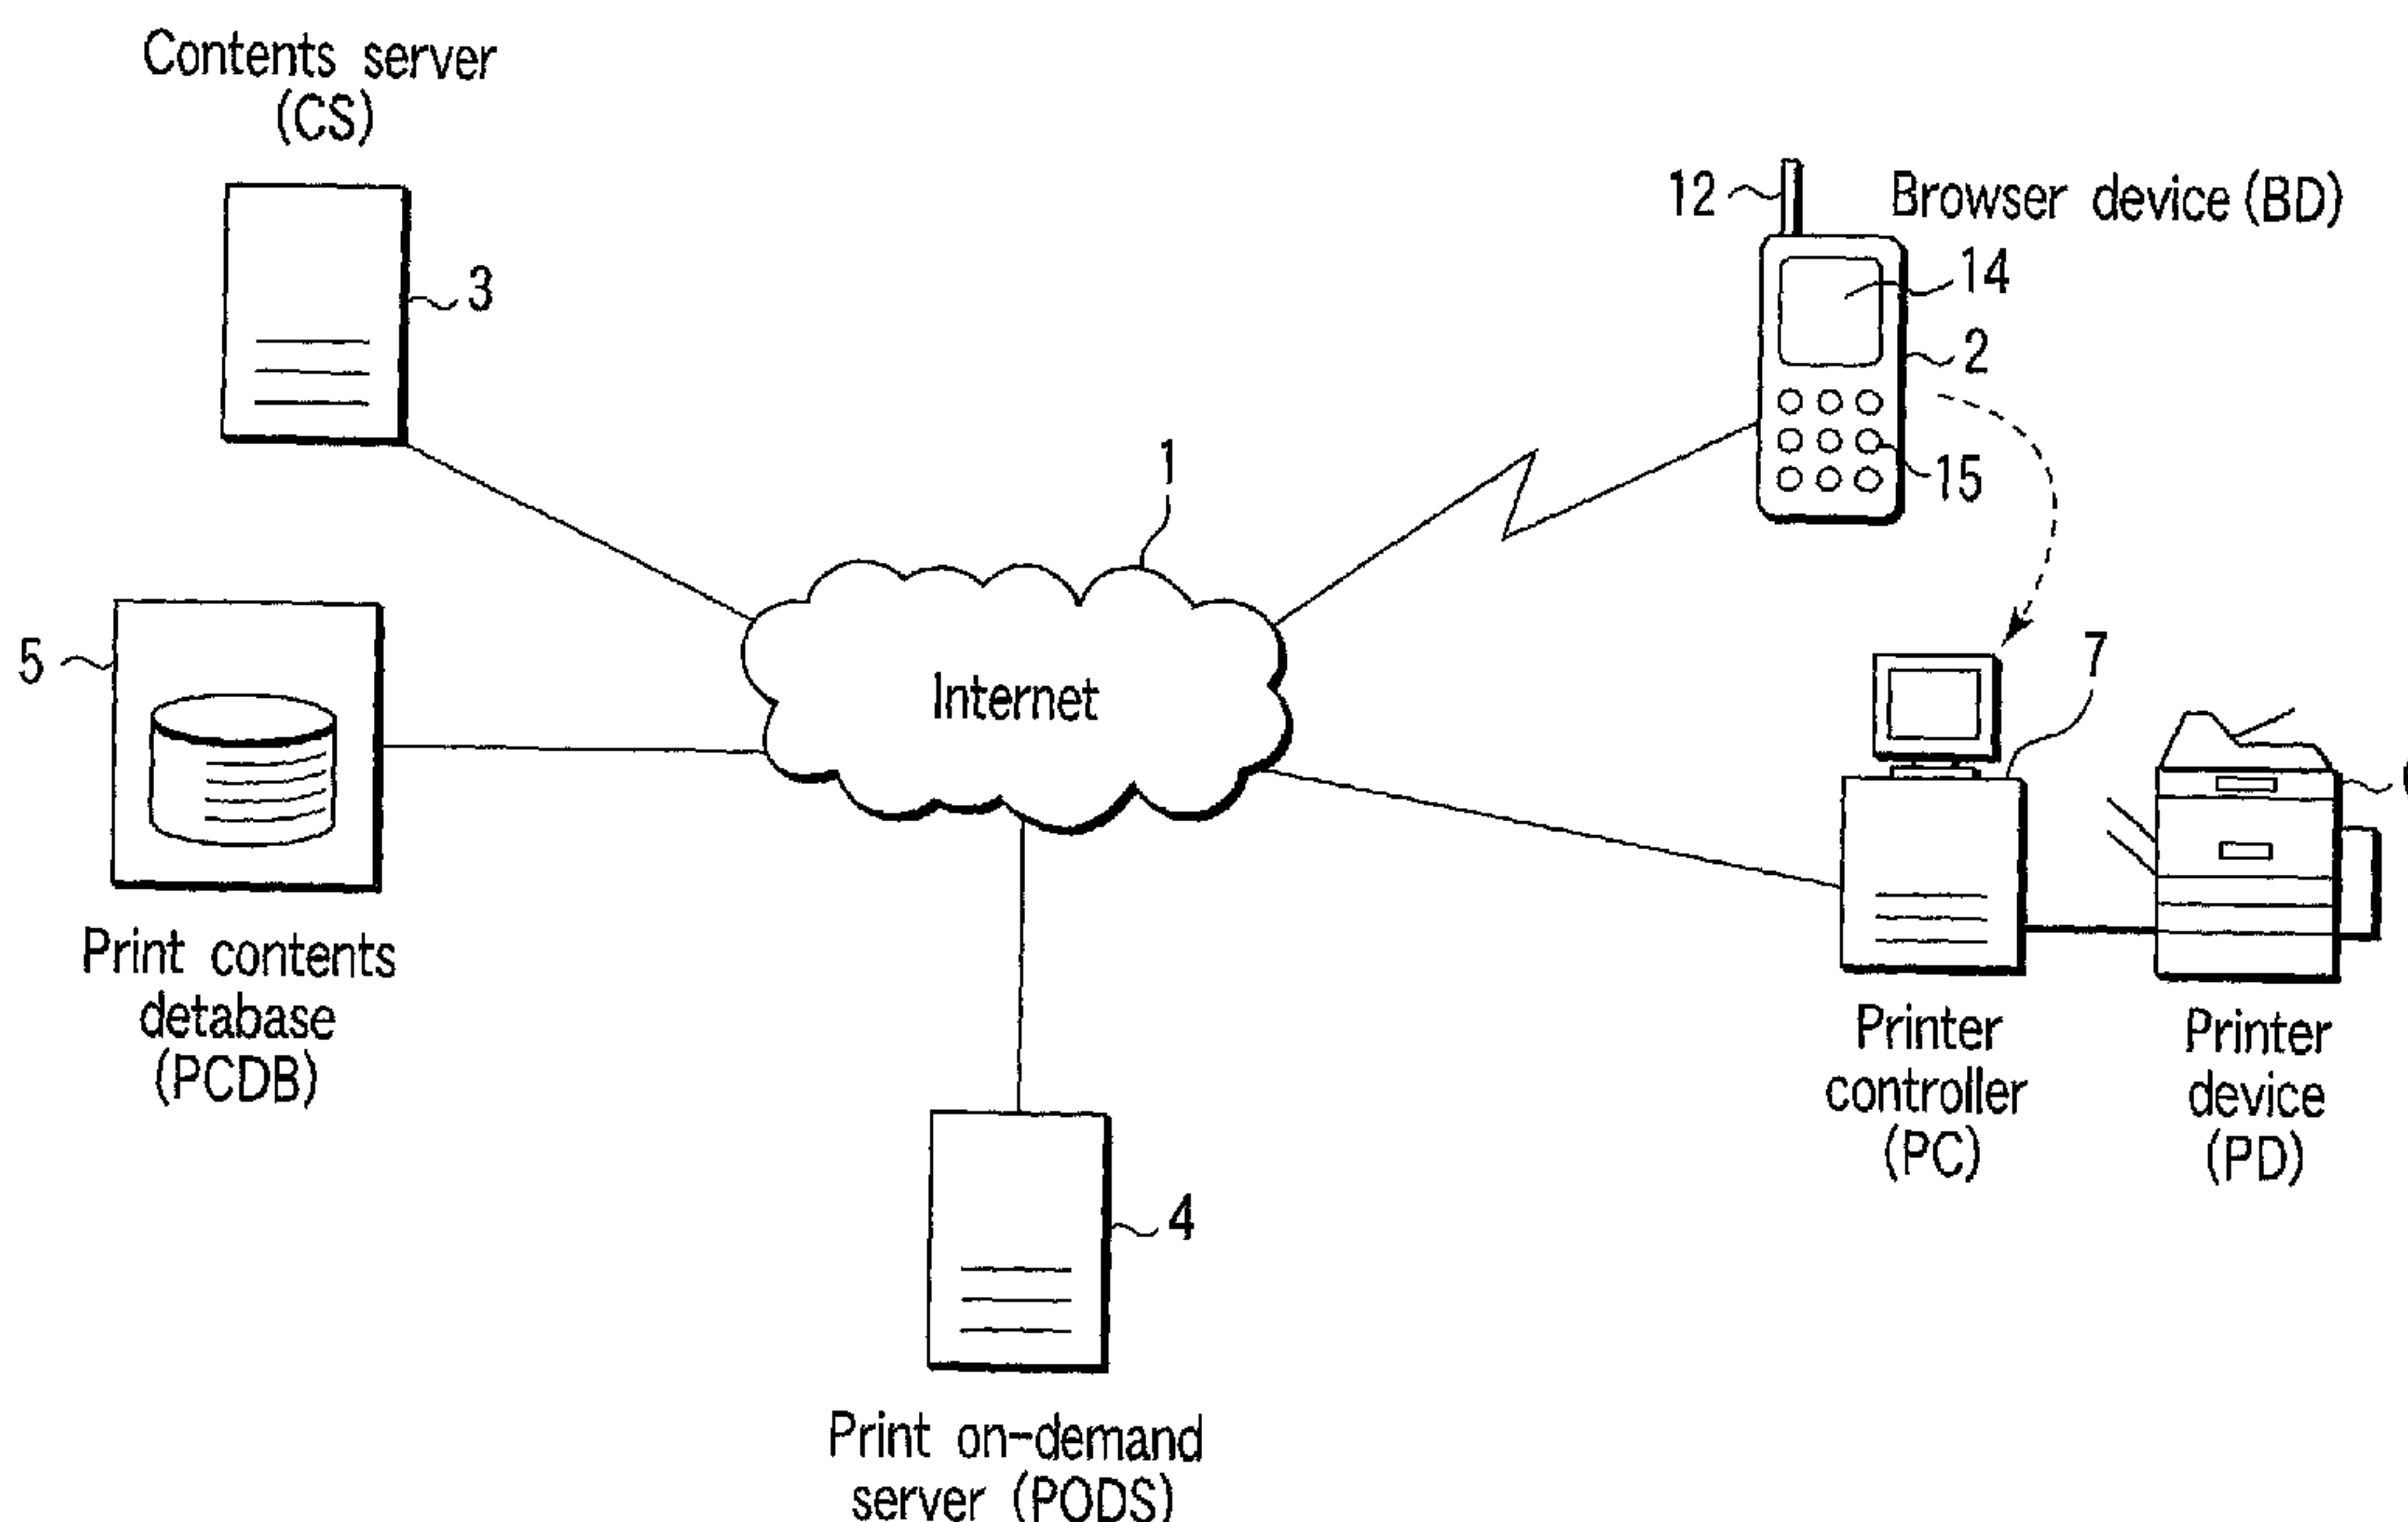 Contents server
(CS)
3
12
Browser device (BD)
14
2
15
1
Internet
5
Print contents
detabase
(PCDB)
7
Printer
controller
(PC)
Printer
device
(PD)
4
Print on-demand
server (PODS)